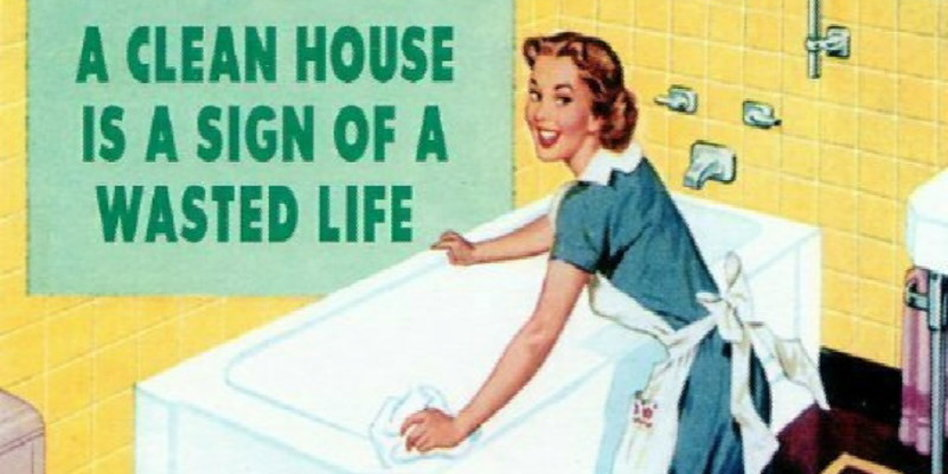 A CLEAN HOUSE
IS A SIGN OF A
WASTED LIFE